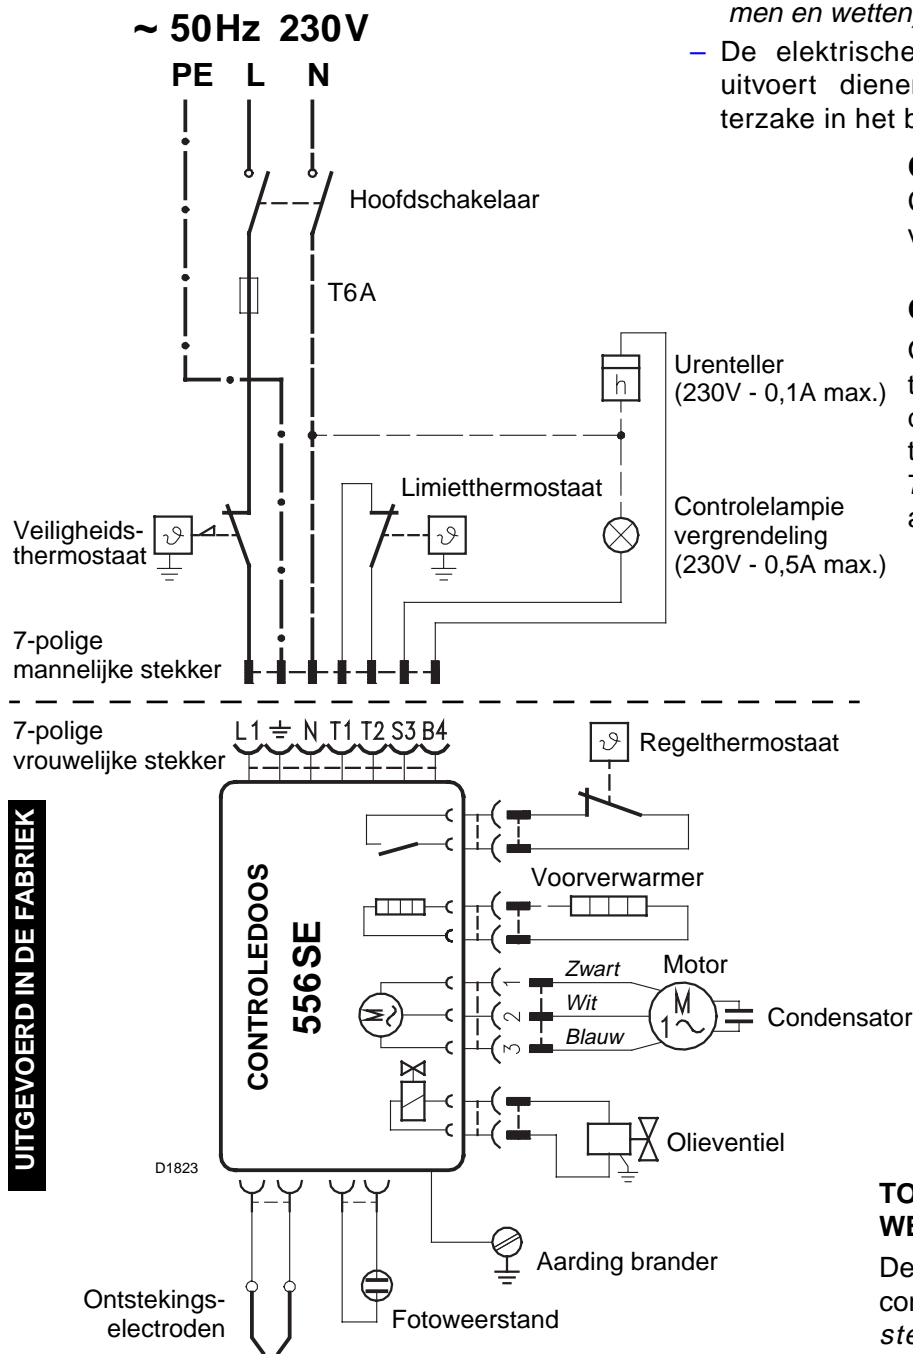 ~ 50Hz 230V
PE L N
Hoofdschakelaar
T6A
h
Urenteller
(230V - 0,1A max.)
Limietthermostaat
Controlelampje
vergrendeling
(230V - 0,5A max.)
Veiligheids-
thermostaat
ϑ
ϑ
7-polige
mannelijke stekker
7-polige
vrouwelijke stekker
L1 N T1 T2 S3 B4
ϑ
Regelthermostaat
Voorverwarmer
UITGEVOERD IN DE FABRIEK
CONTROLEDOOS
556SE
M~
1
2
3
Zwart
Wit
Blauw
Motor
M
1~
Condensator
Olieventiel
D1823
Aarding brander
Ontstekings-
electroden
Fotoweerstand
men en wetten
– De elektrische
uitvoert diene
terzake in het b
TO
WE
De
con
ste